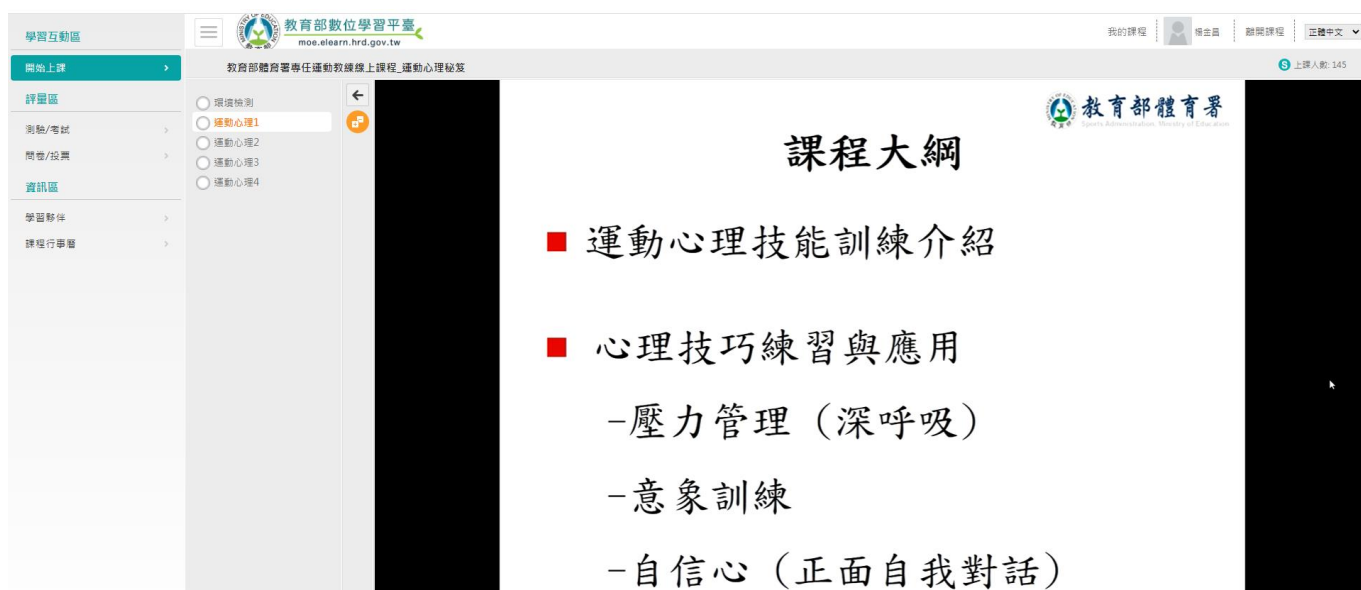 學習互動區
開始上課
評量區
測驗/考試
問卷/投票
資訊區
學習夥伴
課程行事曆
教育部數位學習平臺
moe.elearn.hrd.gov.tw
我的課程
離開課程
正體中文
教育部體育署專任運動教練線上課程_運動心理秘笈
S 上課人數: 145
環境檢測
運動心理1
運動心理2
運動心理3
運動心理4
教育部體育署
Sports Administration, Ministry of Education
課程大綱
■ 運動心理技能訓練介紹
■ 心理技巧練習與應用
-壓力管理（深呼吸）
-意象訓練
-自信心（正面自我對話）